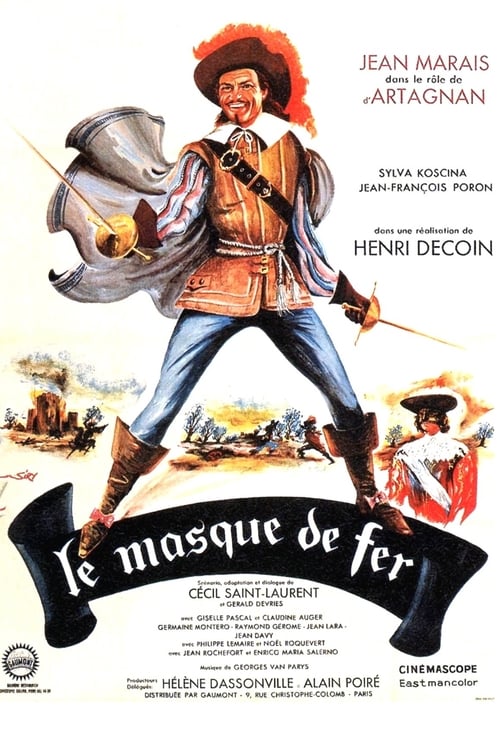 JEAN MARAIS
dans le rôle de
d'ARTAGNAN
SYLVA KOSCINA
JEAN-FRANÇOIS PORON
dans une réalisation de
HENRI DECOIN
le masque de fer
Scénario, adaptation et dialogue de
CÉCIL SAINT-LAURENT
et GERALD DEVRIES
avec GISELLE PASCAL et CLAUDINE AUGER
GERMAINE MONTERO - RAYMOND GÉROME - JEAN LARA -
JEAN DAVY
avec PHILIPPE LEMAIRE et NOËL ROQUEVERT
avec JEAN ROCHEFORT et ENRICO MARIA SALERNO
Musique de GEORGES VAN PARYS
Producteurs
Délégués: HÉLÈNE DASSONVILLE et ALAIN POIRÉ
DISTRIBUÉE PAR GAUMONT - 9, RUE CHRISTOPHE-COLOMB - PARIS
CINÉMASCOPE
Eastmancolor
GAUMONT